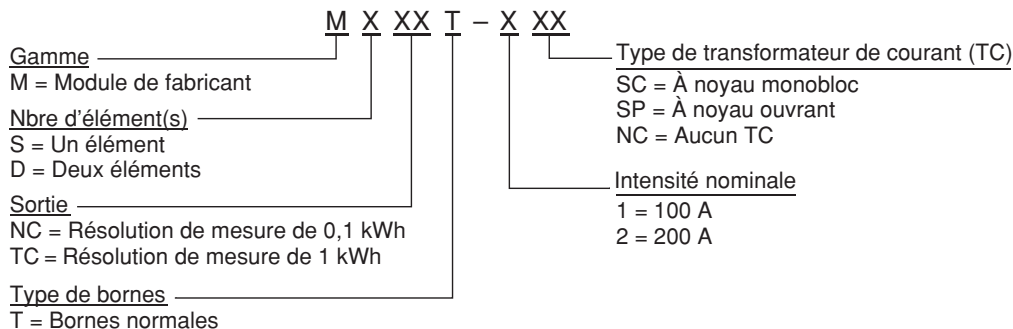 M X XX T – X XX
Gamme
M = Module de fabricant
Nbre d'élément(s)
S = Un élément
D = Deux éléments
Sortie
NC = Résolution de mesure de 0,1 kWh
TC = Résolution de mesure de 1 kWh
Type de bornes
T = Bornes normales
Type de transformateur de courant (TC)
SC = À noyau monobloc
SP = À noyau ouvrant
NC = Aucun TC
Intensité nominale
1 = 100 A
2 = 200 A